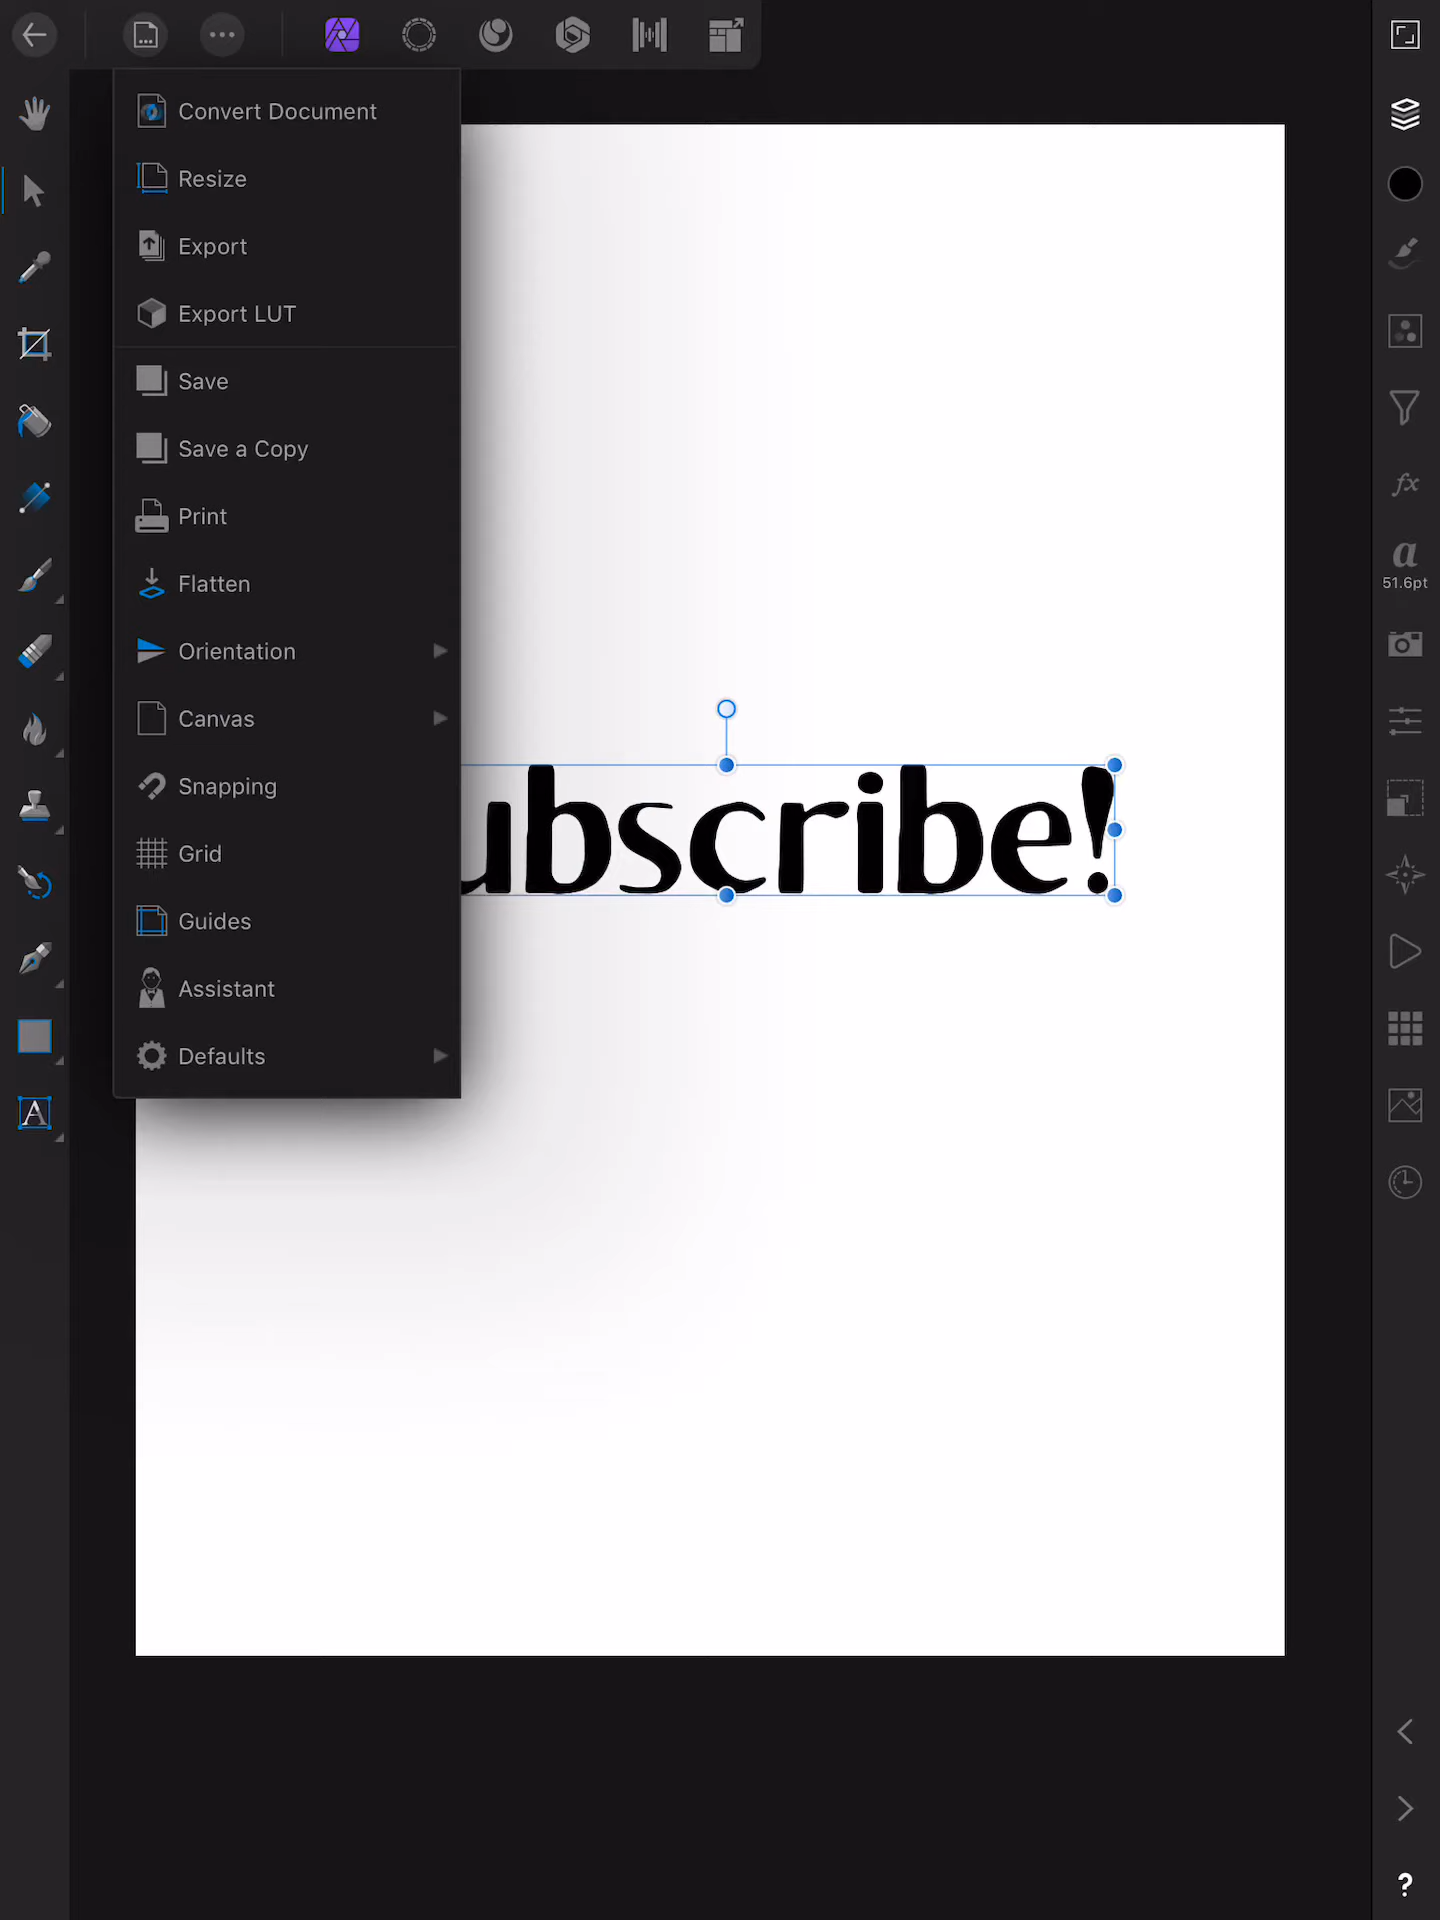 Convert Document
Resize
Export
Export LUT
Save
Save a Copy
Print
Flatten
Orientation
Canvas
Snapping
Grid
Guides
Assistant
Defaults
ubscribe!
fx
a
51.6pt
A
?